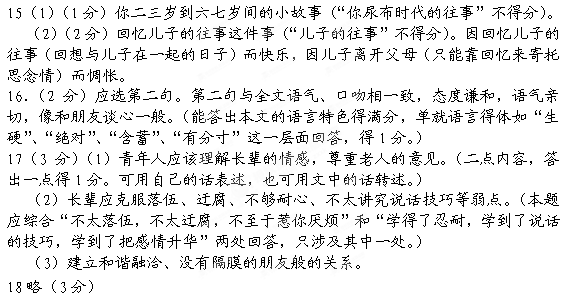 15（1）（1分）你二三岁到六七岁间的小故事（“你尿布时代的往事”不得分）。
（2）（2分）回忆儿子的往事这件事（“儿子的往事”不得分）。因回忆儿子的
往事（回想与儿子在一起的日子）而快乐，因儿子离开父母（只能靠回忆来寄托
思念情）而惆怅。
16．（2 分）应选第二句。第二句与全文语气、口吻相一致，态度谦和，语气亲
切，像和朋友谈心一般。（能答出本文的语言特色得满分，单就语言得体如“生
硬”、“绝对”、“含蓄”、“有分寸”这一层面回答，得1分。）
17（3分）（1）青年人应该理解长辈的情感，尊重老人的意见。（二点内容，答
出一点得1分。可用自己的话表述，也可用文中的话转述。）
（2）长辈应克服落伍、迂腐、不够耐心、不太讲究说话技巧等弱点。（本题
应综合“不太落伍，不太迂腐，不至于惹你厌烦”和“学得了忍耐，学到了说话
的技巧，学到了把感情升华”两处回答，只涉及其中一处。）
（3）建立和谐融洽、没有隔膜的朋友般的关系。
18略（3分）